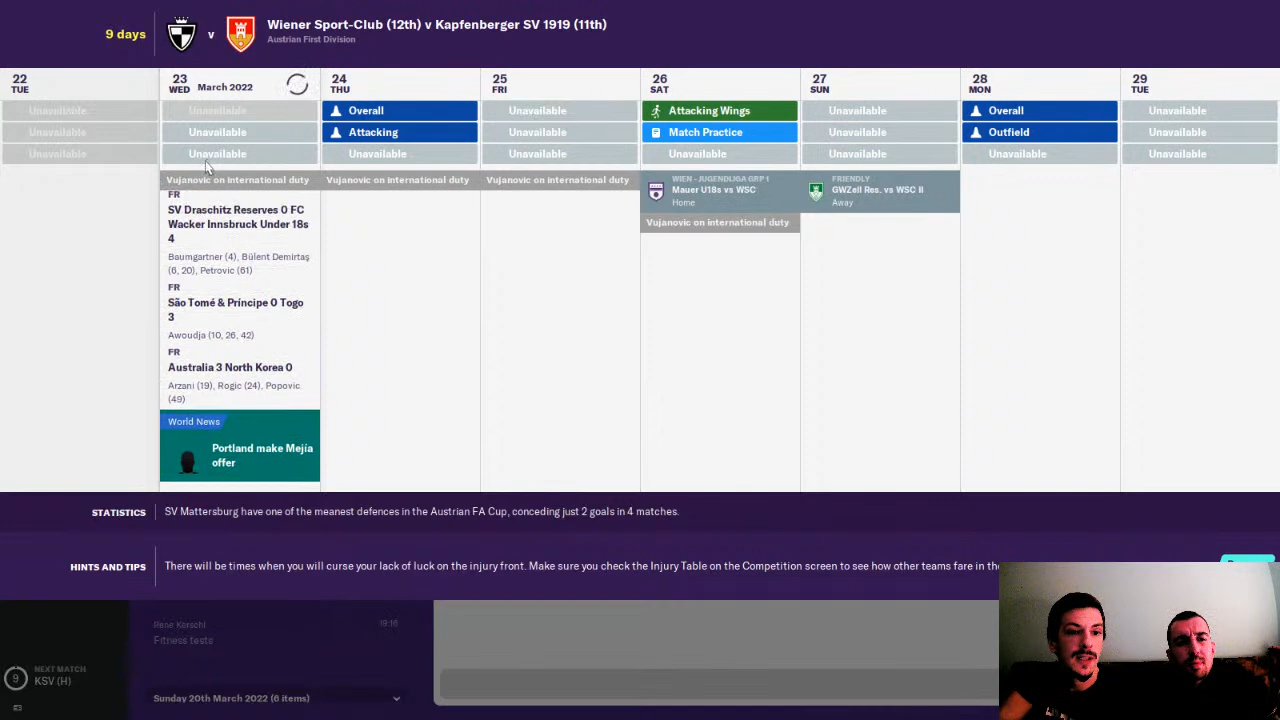 9 days
v
Wiener Sport-Club (12th) v Kapfenberger SV 1919 (11th)
Austrian First Division
22
TUE
23
WED
March 2022
24
THU
25
FRI
26
SAT
27
SUN
28
MON
29
TUE
Unavailable
Unavailable
Overall
Unavailable
Attacking Wings
Unavailable
Overall
Unavailable
Unavailable
Unavailable
Attacking
Unavailable
Match Practice
Unavailable
Outfield
Unavailable
Unavailable
Unavailable
Unavailable
Unavailable
Unavailable
Unavailable
Unavailable
Unavailable
Vujanovic on international duty
Vujanovic on international duty
Vujanovic on international duty
WIEN - JUGENDLIGA GRP 1
Mauer U18s vs WSC
Home
FRIENDLY
GWZell Res. vs WSC II
Away
Vujanovic on international duty
FR
SV Draschitz Reserves 0 FC
Wacker Innsbruck Under 18s
4
Baumgartner (4), Bülent Demirtaş
(6, 20), Petrovic (61)
FR
São Tomé & Príncipe 0 Togo
3
Awoudja (10, 26, 42)
FR
Australia 3 North Korea 0
Arzani (19), Rogic (24), Popovic
(49)
World News
Portland make Mejía
offer
STATISTICS
SV Mattersburg have one of the meanest defences in the Austrian FA Cup, conceding just 2 goals in 4 matches.
HINTS AND TIPS
There will be times when you will curse your lack of luck on the injury front. Make sure you check the Injury Table on the Competition screen to see how other teams fare in the
Rene Kerschl
19:16
Fitness tests
9
NEXT MATCH
KSV (H)
Sunday 20th March 2022 (6 items)